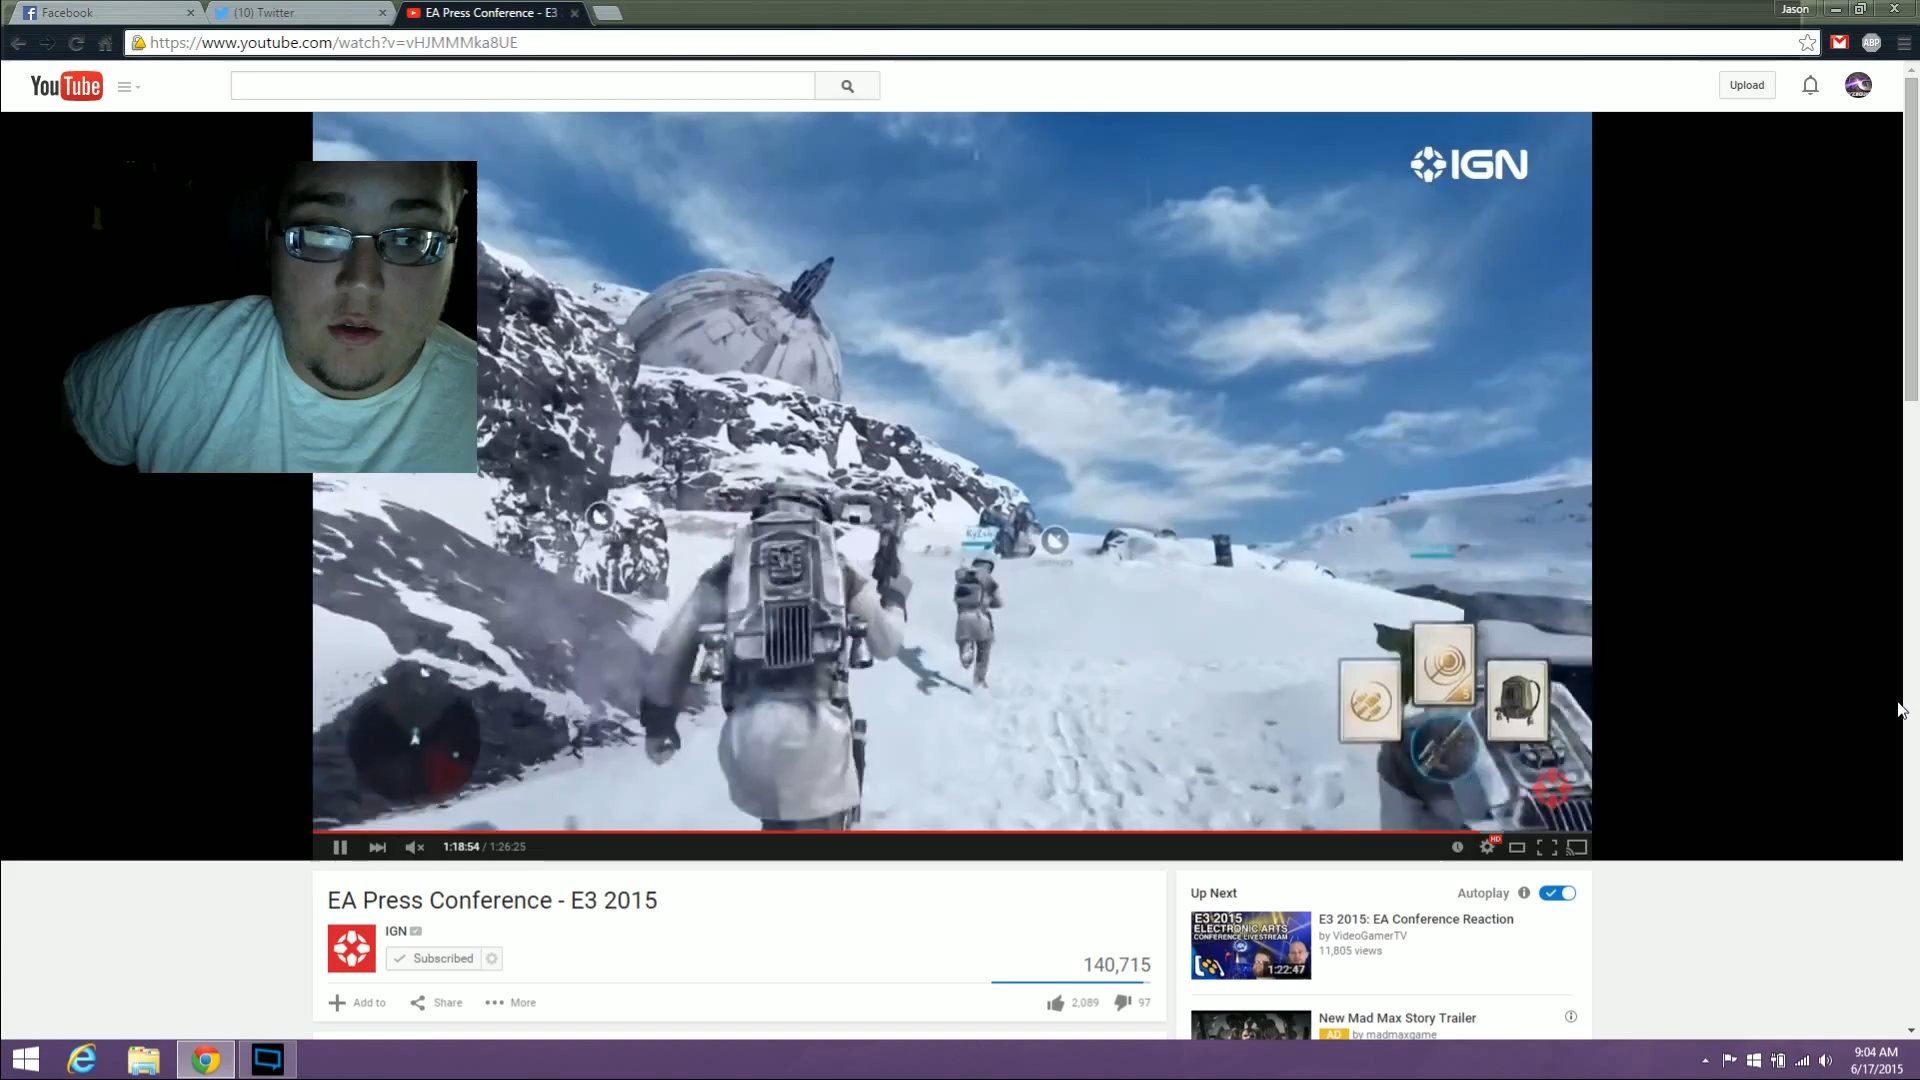 Facebook
(10) Twitter
EA Press Conference - E3
Jason
https://www.youtube.com/watch?v=vHJMMMka8UE
ABP
YouTube
Upload
IGN
5
1:18:54 / 1:26:25
HD
EA Press Conference - E3 2015
IGN
Subscribed
140,715
Add to
Share
More
2,089
97
Up Next
Autoplay
E3 2015
ELECTRONIC ARTS
CONFERENCE LIVESTREAM
1:22:47
E3 2015: EA Conference Reaction
by VideoGamerTV
11,805 views
New Mad Max Story Trailer
AD by madmaxgame
9:04 AM
6/17/2015